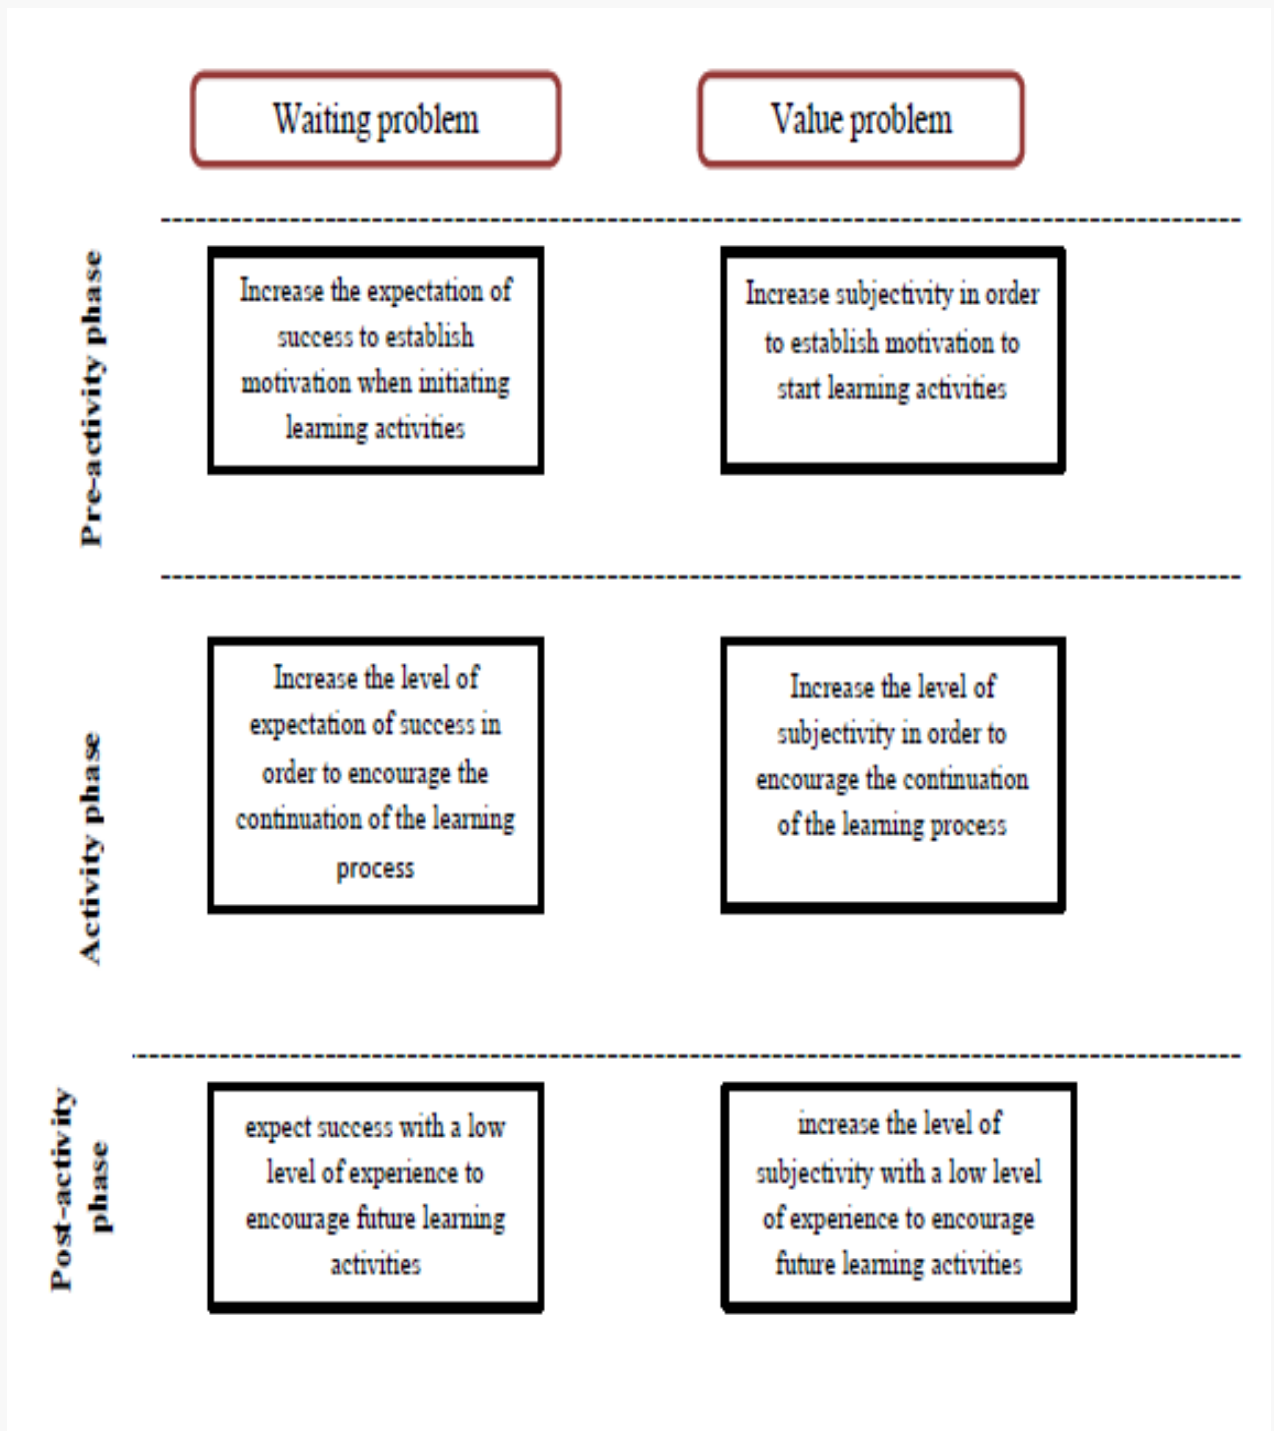 Waiting problem
Value problem
Pre-activity phase
Increase the expectation of
success to establish
motivation when initiating
learning activities
Increase subjectivity in order
to establish motivation to
start learning activities
Activity phase
Increase the level of
expectation of success in
order to encourage the
continuation of the learning
process
Increase the level of
subjectivity in order to
encourage the continuation
of the learning process
Post-activity
phase
expect success with a low
level of experience to
encourage future learning
activities
increase the level of
subjectivity with a low level
of experience to encourage
future learning activities